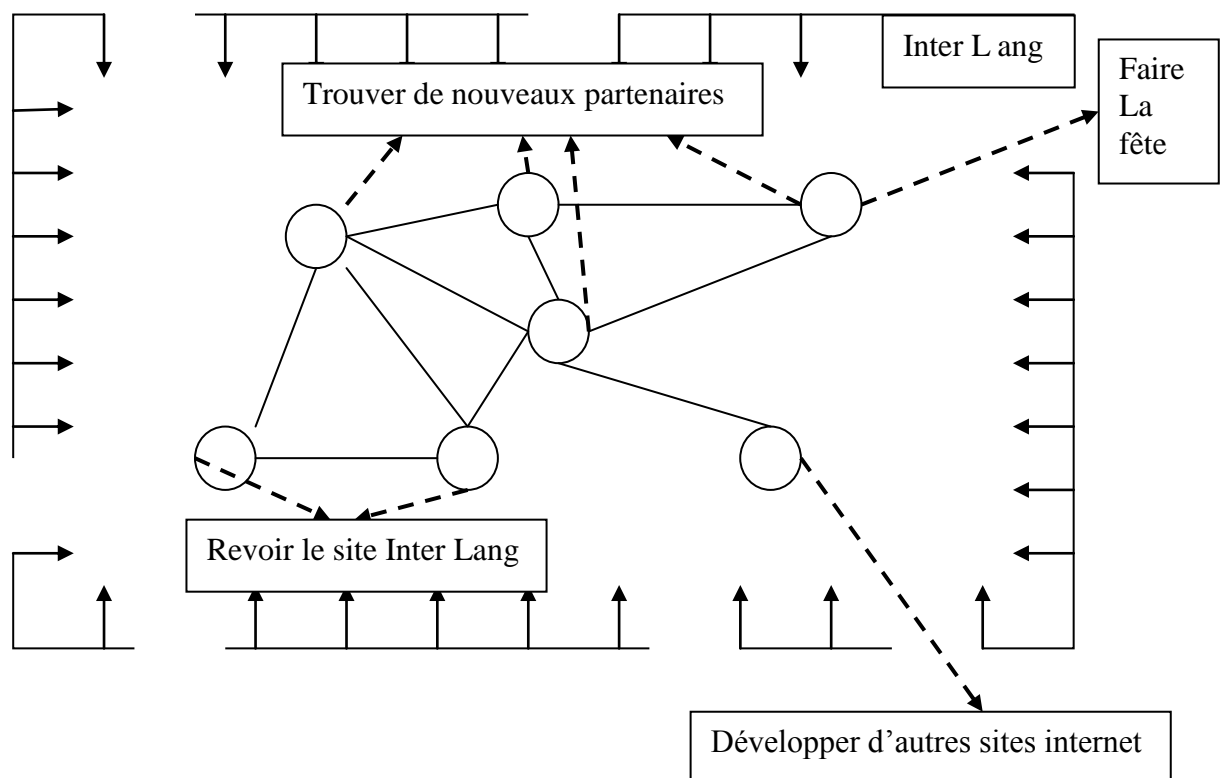 Inter L ang
Faire
La
fête
Trouver de nouveaux partenaires
Revoir le site Inter Lang
Développer d’autres sites internet